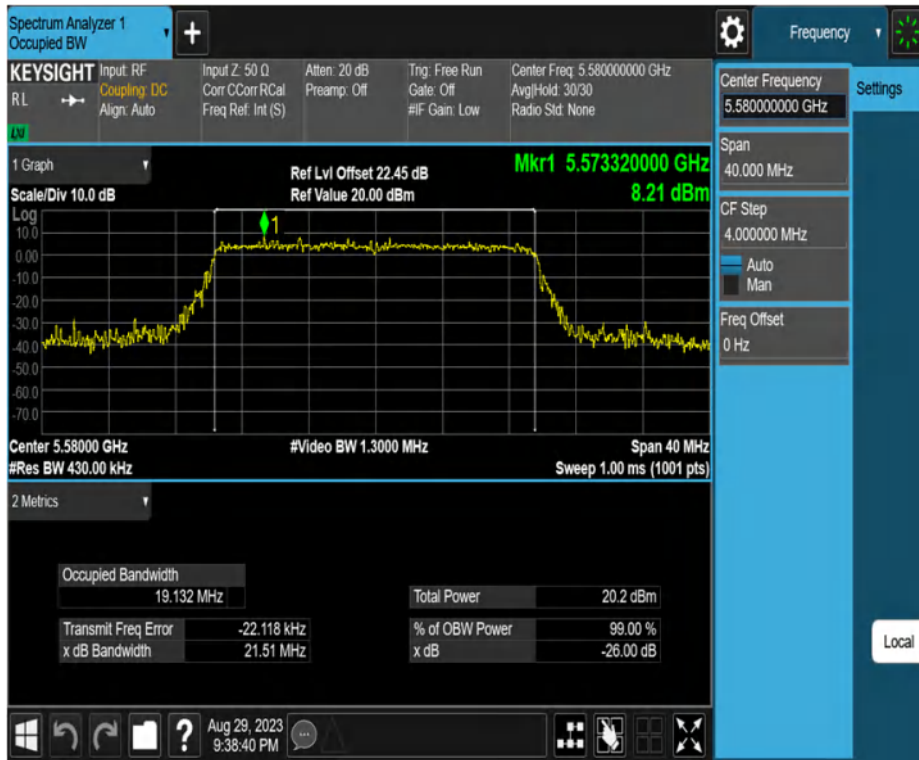 Spectrum Analyzer 1
Occupied BW
Frequency
KEYSIGHT
RL
LXI
Input: RF
Coupling: DC
Align: Auto
Input Z: 50 Ω
Corr CCorr RCal
Freq Ref: Int (S)
Atten: 20 dB
Preamp: Off
Trig: Free Run
Gate: Off
#IF Gain: Low
Center Freq: 5.580000000 GHz
Avg|Hold: 30/30
Radio Std: None
1 Graph
Scale/Div 10.0 dB
Ref Lvl Offset 22.45 dB
Ref Value 20.00 dBm
Mkr1 5.573320000 GHz
8.21 dBm
Log
10.0
0.00
-10.0
-20.0
-30.0
-40.0
-50.0
-60.0
-70.0
1
Center 5.58000 GHz
#Video BW 1.3000 MHz
Span 40 MHz
#Res BW 430.00 kHz
Sweep 1.00 ms (1001 pts)
2 Metrics
Occupied Bandwidth
19.132 MHz
Total Power 20.2 dBm
Transmit Freq Error -22.118 kHz
% of OBW Power 99.00 %
x dB Bandwidth 21.51 MHz
x dB -26.00 dB
Center Frequency
5.580000000 GHz
Settings
Span
40.000 MHz
CF Step
4.000000 MHz
Auto
Man
Freq Offset
0 Hz
Local
?
Aug 29, 2023
9:38:40 PM